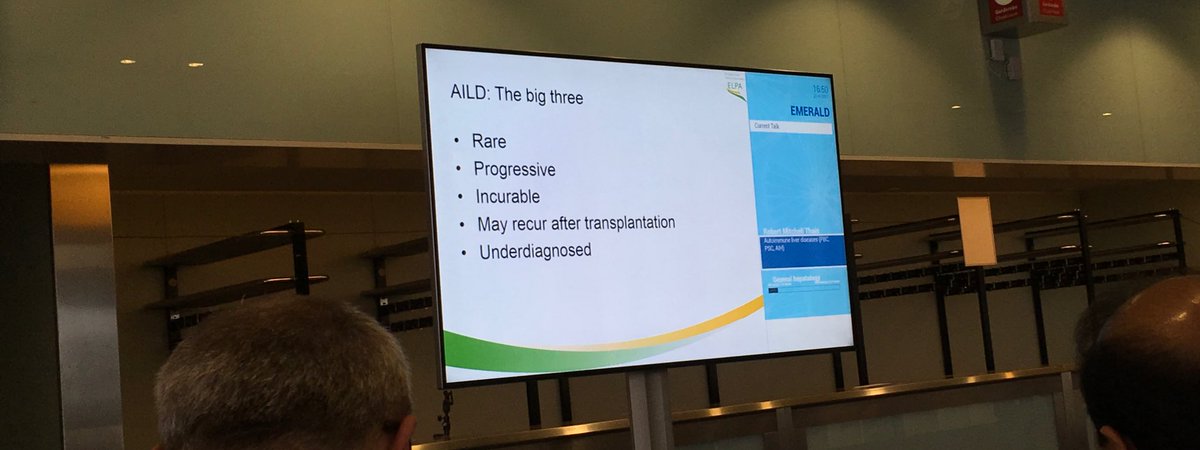 AILD: The big three
• Rare
• Progressive
• Incurable
• May recur after transplantation
• Underdiagnosed
ELPA
16:50
EMERALD
Current Talk
Robert Mitchell Thain
Autoimmune liver diseases (PBC,
PSC, AIH)
General hepatology